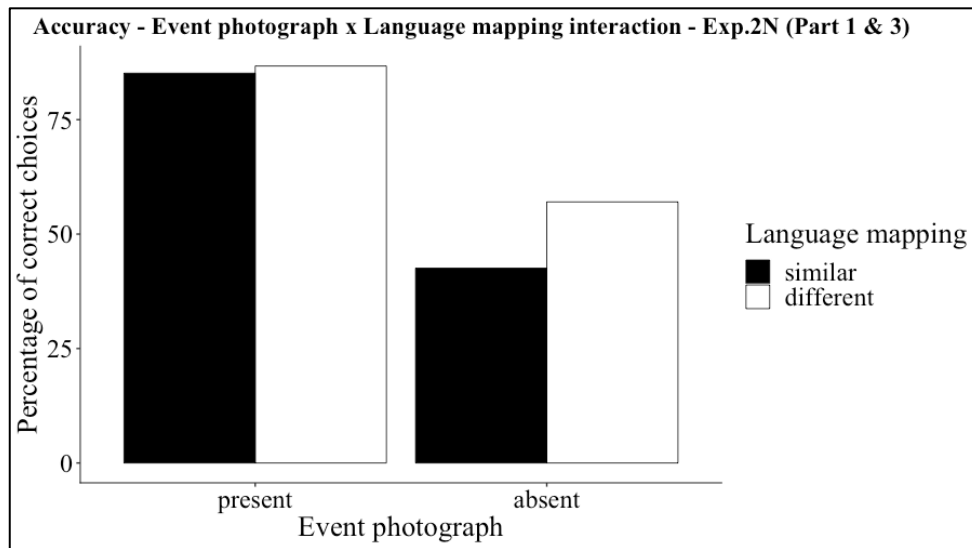 Accuracy - Event photograph x Language mapping interaction - Exp.2N (Part 1 & 3)
Percentage of correct choices
75
50
25
0
present
absent
Event photograph
Language mapping
similar
different